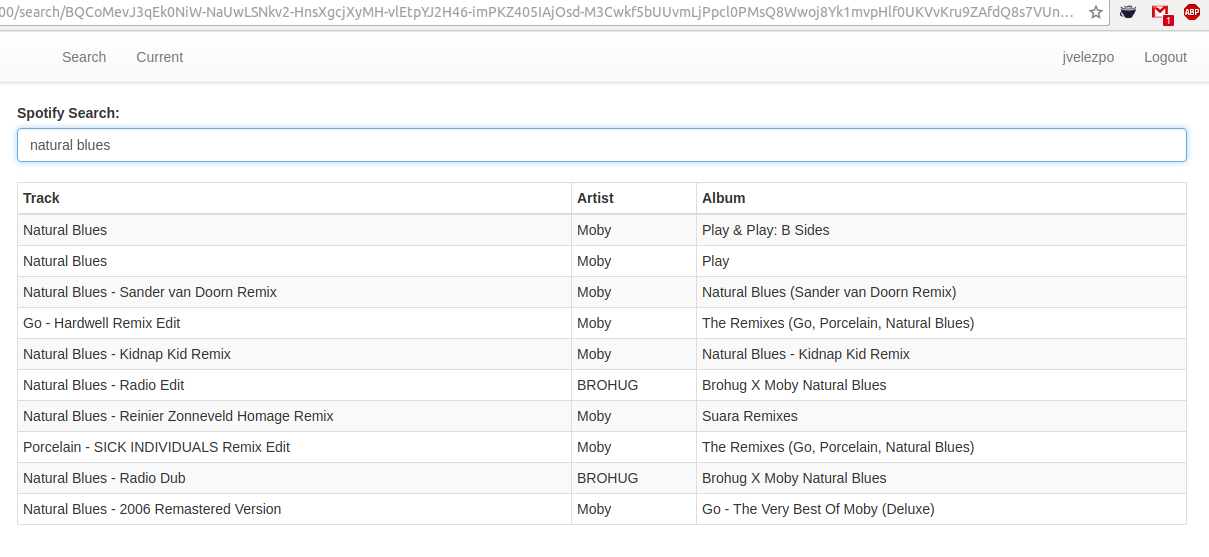 00/search/BQCoMevJ3qEk0NiW-NaUwLSNkv2-HnsXgcjXyMH-vlEtpYJ2H46-imPKZ405IAjOsd-M3Cwkf5bUUvmLjPpcl0PMsQ8Wwoj8Yk1mvpHlf0UKVvKru9ZAfdQ8s7VUn... 1 ABP
Search Current jvelezpo Logout
Spotify Search:
natural blues
Track Artist Album
Natural Blues Moby Play & Play: B Sides
Natural Blues Moby Play
Natural Blues - Sander van Doorn Remix Moby Natural Blues (Sander van Doorn Remix)
Go - Hardwell Remix Edit Moby The Remixes (Go, Porcelain, Natural Blues)
Natural Blues - Kidnap Kid Remix Moby Natural Blues - Kidnap Kid Remix
Natural Blues - Radio Edit BROHUG Brohug X Moby Natural Blues
Natural Blues - Reinier Zonneveld Homage Remix Moby Suara Remixes
Porcelain - SICK INDIVIDUALS Remix Edit Moby The Remixes (Go, Porcelain, Natural Blues)
Natural Blues - Radio Dub BROHUG Brohug X Moby Natural Blues
Natural Blues - 2006 Remastered Version Moby Go - The Very Best Of Moby (Deluxe)